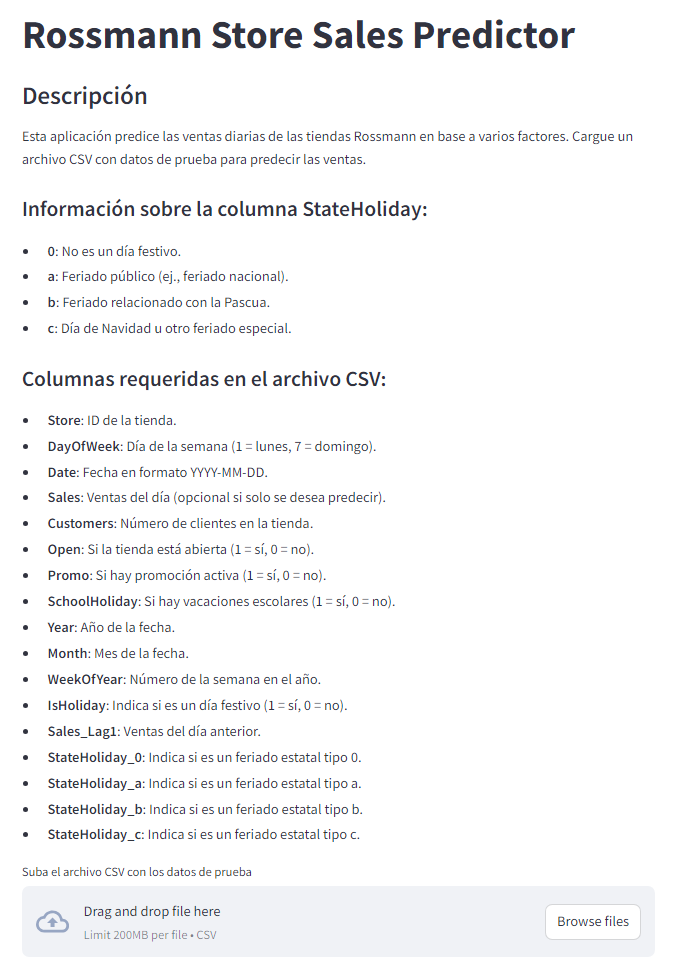 Rossmann Store Sales Predictor
Descripción
Esta aplicación predice las ventas diarias de las tiendas Rossmann en base a varios factores. Cargue un
archivo CSV con datos de prueba para predecir las ventas.
Información sobre la columna StateHoliday:
• 0: No es un día festivo.
• a: Feriado público (ej., feriado nacional).
• b: Feriado relacionado con la Pascua.
• c: Día de Navidad u otro feriado especial.
Columnas requeridas en el archivo CSV:
• Store: ID de la tienda.
• DayOfWeek: Día de la semana (1 = lunes, 7 = domingo).
• Date: Fecha en formato YYYY-MM-DD.
• Sales: Ventas del día (opcional si solo se desea predecir).
• Customers: Número de clientes en la tienda.
• Open: Si la tienda está abierta (1 = sí, 0 = no).
• Promo: Si hay promoción activa (1 = sí, 0 = no).
• SchoolHoliday: Si hay vacaciones escolares (1 = sí, 0 = no).
• Year: Año de la fecha.
• Month: Mes de la fecha.
• WeekOfYear: Número de la semana en el año.
• IsHoliday: Indica si es un día festivo (1 = sí, 0 = no).
• Sales_Lag1: Ventas del día anterior.
• StateHoliday_0: Indica si es un feriado estatal tipo 0.
• StateHoliday_a: Indica si es un feriado estatal tipo a.
• StateHoliday_b: Indica si es un feriado estatal tipo b.
• StateHoliday_c: Indica si es un feriado estatal tipo c.
Suba el archivo CSV con los datos de prueba
Drag and drop file here
Limit 200MB per file • CSV
Browse files